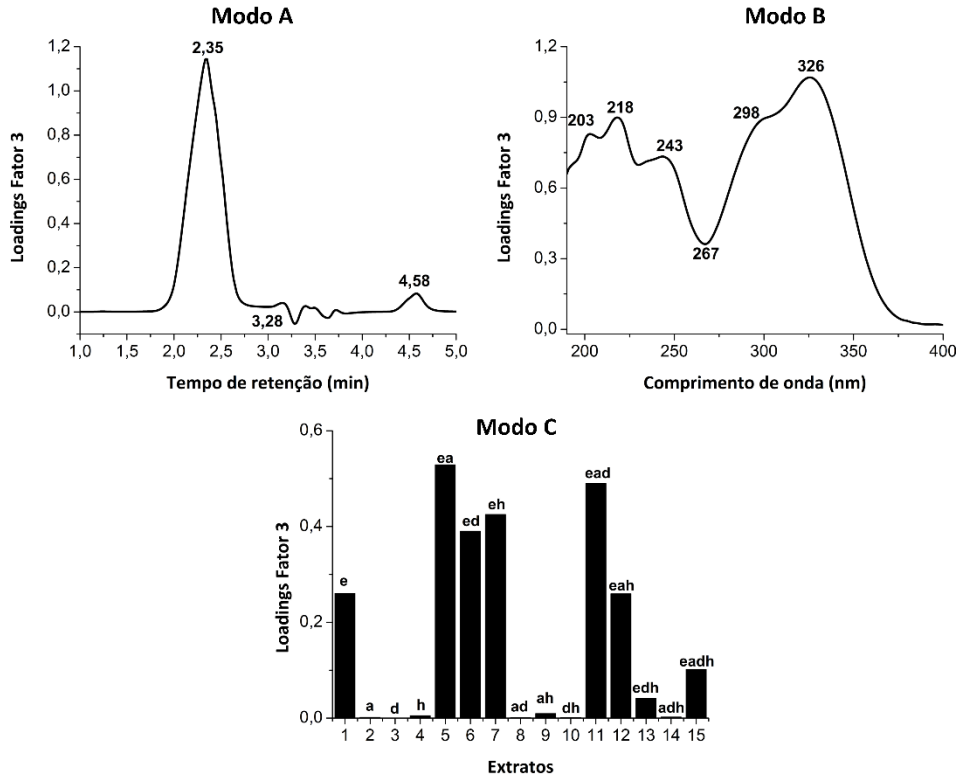 Modo A
Loadings Fator 3
1,2
1,0
0,8
0,6
0,4
0,2
0,0
2,35
3,28
4,58
1,0 1,5 2,0 2,5 3,0 3,5 4,0 4,5 5,0
Tempo de retenção (min)
Modo B
Loadings Fator 3
1,2
0,9
0,6
0,3
0,0
203
218
243
267
298
326
200 250 300 350 400
Comprimento de onda (nm)
Modo C
Loadings Fator 3
0,6
0,4
0,2
0,0
e a d h ea ed eh ad ah dh ead eah edh adh eadh
1 2 3 4 5 6 7 8 9 10 11 12 13 14 15
Extratos